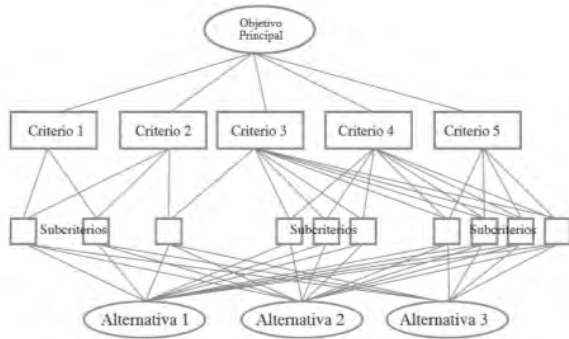 Objetivo
Principal
Criterio 1
Criterio 2
Criterio 3
Criterio 4
Criterio 5
Subcriterios
Subcriterios
Subcriterios
Alternativa 1
Alternativa 2
Alternativa 3